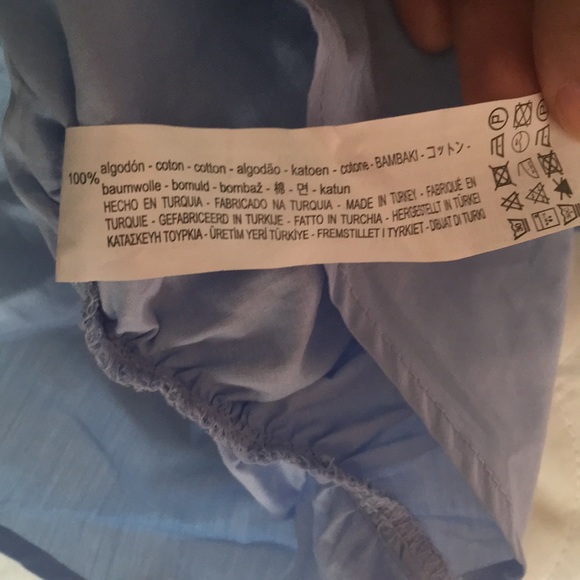 100%
algodón - coton - cotton - algodão - katoen - cotone - BAMBAKI - コットン -
baumwolle - bomuld - bombaž - 棉 - 면 - katun
HECHO EN TURQUIA - FABRICADO NA TURQUIA - MADE IN TURKEY - FABRIQUÉ EN
TURQUIE - GEFABRICEERD IN TURKIJE - FATTO IN TURCHIA - HERGESTELLT IN TÜRKEI
ΚΑΤΑΣΚΕΥΗ ΤΟΥΡΚΙΑ - ÜRETİM YERİ TÜRKİYE - FREMSTILLET I TYRKIET - DIBUAT DI TURKI